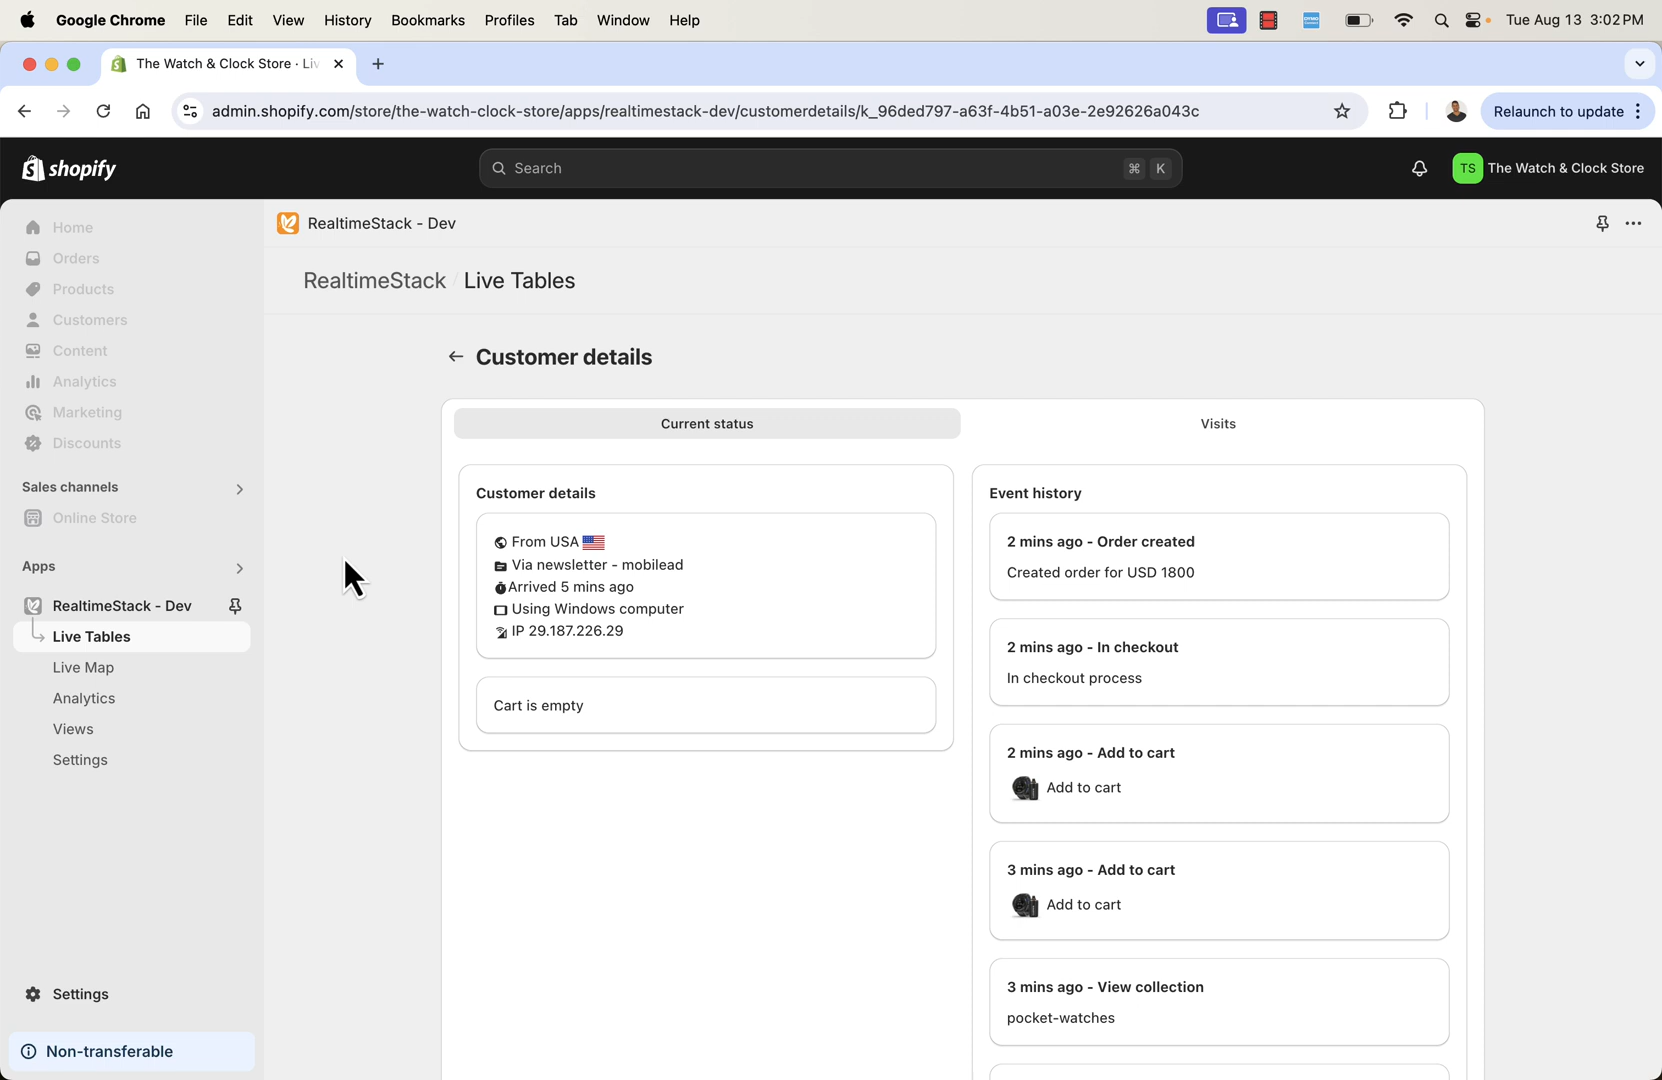 Google Chrome File Edit View History Bookmarks Profiles Tab Window Help Tue Aug 13 3:02 PM
The Watch & Clock Store · Liv
admin.shopify.com/store/the-watch-clock-store/apps/realtimestack-dev/customerdetails/k_96ded797-a63f-4b51-a03e-2e92626a043c
Relaunch to update
shopify
Search
⌘ K
TS The Watch & Clock Store
Home
Orders
Products
Customers
Content
Analytics
Marketing
Discounts
Sales channels
Online Store
Apps
RealtimeStack - Dev
Live Tables
Live Map
Analytics
Views
Settings
Settings
Non-transferable
RealtimeStack - Dev
RealtimeStack / Live Tables
Customer details
Current status
Visits
Customer details
From USA
Via newsletter - mobilead
Arrived 5 mins ago
Using Windows computer
IP 29.187.226.29
Cart is empty
Event history
2 mins ago - Order created
Created order for USD 1800
2 mins ago - In checkout
In checkout process
2 mins ago - Add to cart
Add to cart
3 mins ago - Add to cart
Add to cart
3 mins ago - View collection
pocket-watches